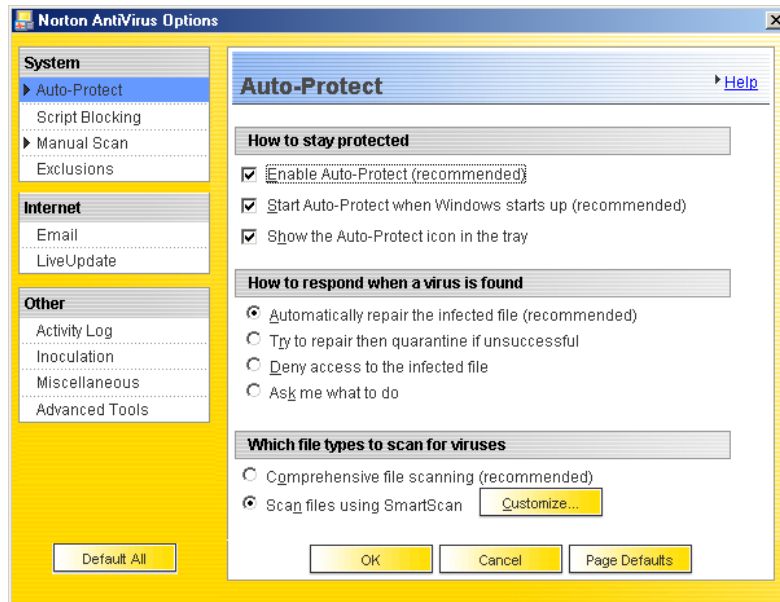 Norton AntiVirus Options
System
Auto-Protect
Script Blocking
Manual Scan
Exclusions
Internet
Email
LiveUpdate
Other
Activity Log
Inoculation
Miscellaneous
Advanced Tools
Default All
Auto-Protect
Help
How to stay protected
Enable Auto-Protect (recommended)
Start Auto-Protect when Windows starts up (recommended)
Show the Auto-Protect icon in the tray
How to respond when a virus is found
Automatically repair the infected file (recommended)
Try to repair then quarantine if unsuccessful
Deny access to the infected file
Ask me what to do
Which file types to scan for viruses
Comprehensive file scanning (recommended)
Scan files using SmartScan
Customize...
OK
Cancel
Page Defaults